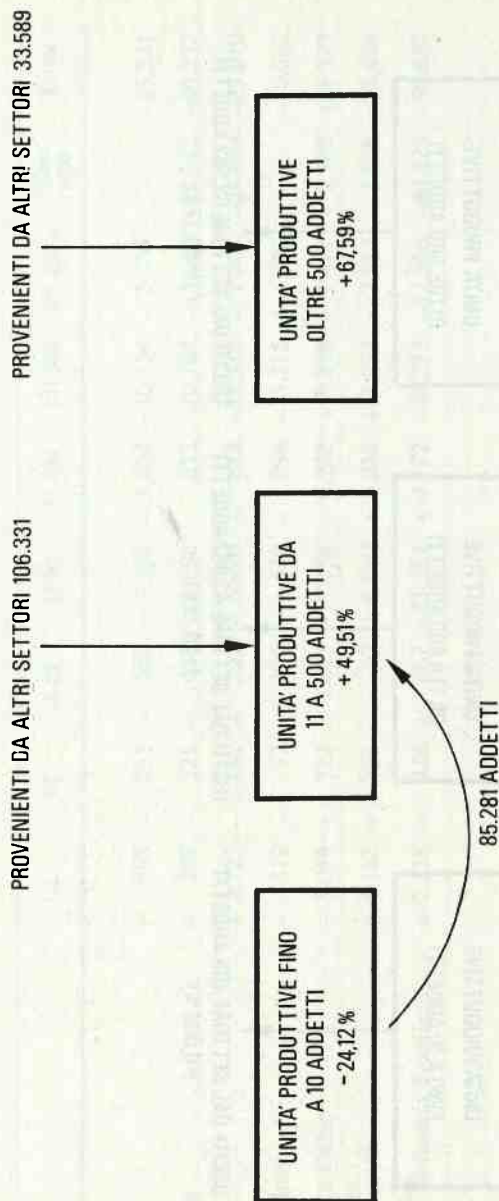 PROVENIENTI DA ALTRI SETTORI 106.331
PROVENIENTI DA ALTRI SETTORI 33.589
UNITA' PRODUTTIVE FINO
A 10 ADDETTI
-24,12%
UNITA' PRODUTTIVE DA
11 A 500 ADDETTI
+ 49,51%
UNITA' PRODUTTIVE
OLTRE 500 ADDETTI
+67,59%
85.281 ADDETTI